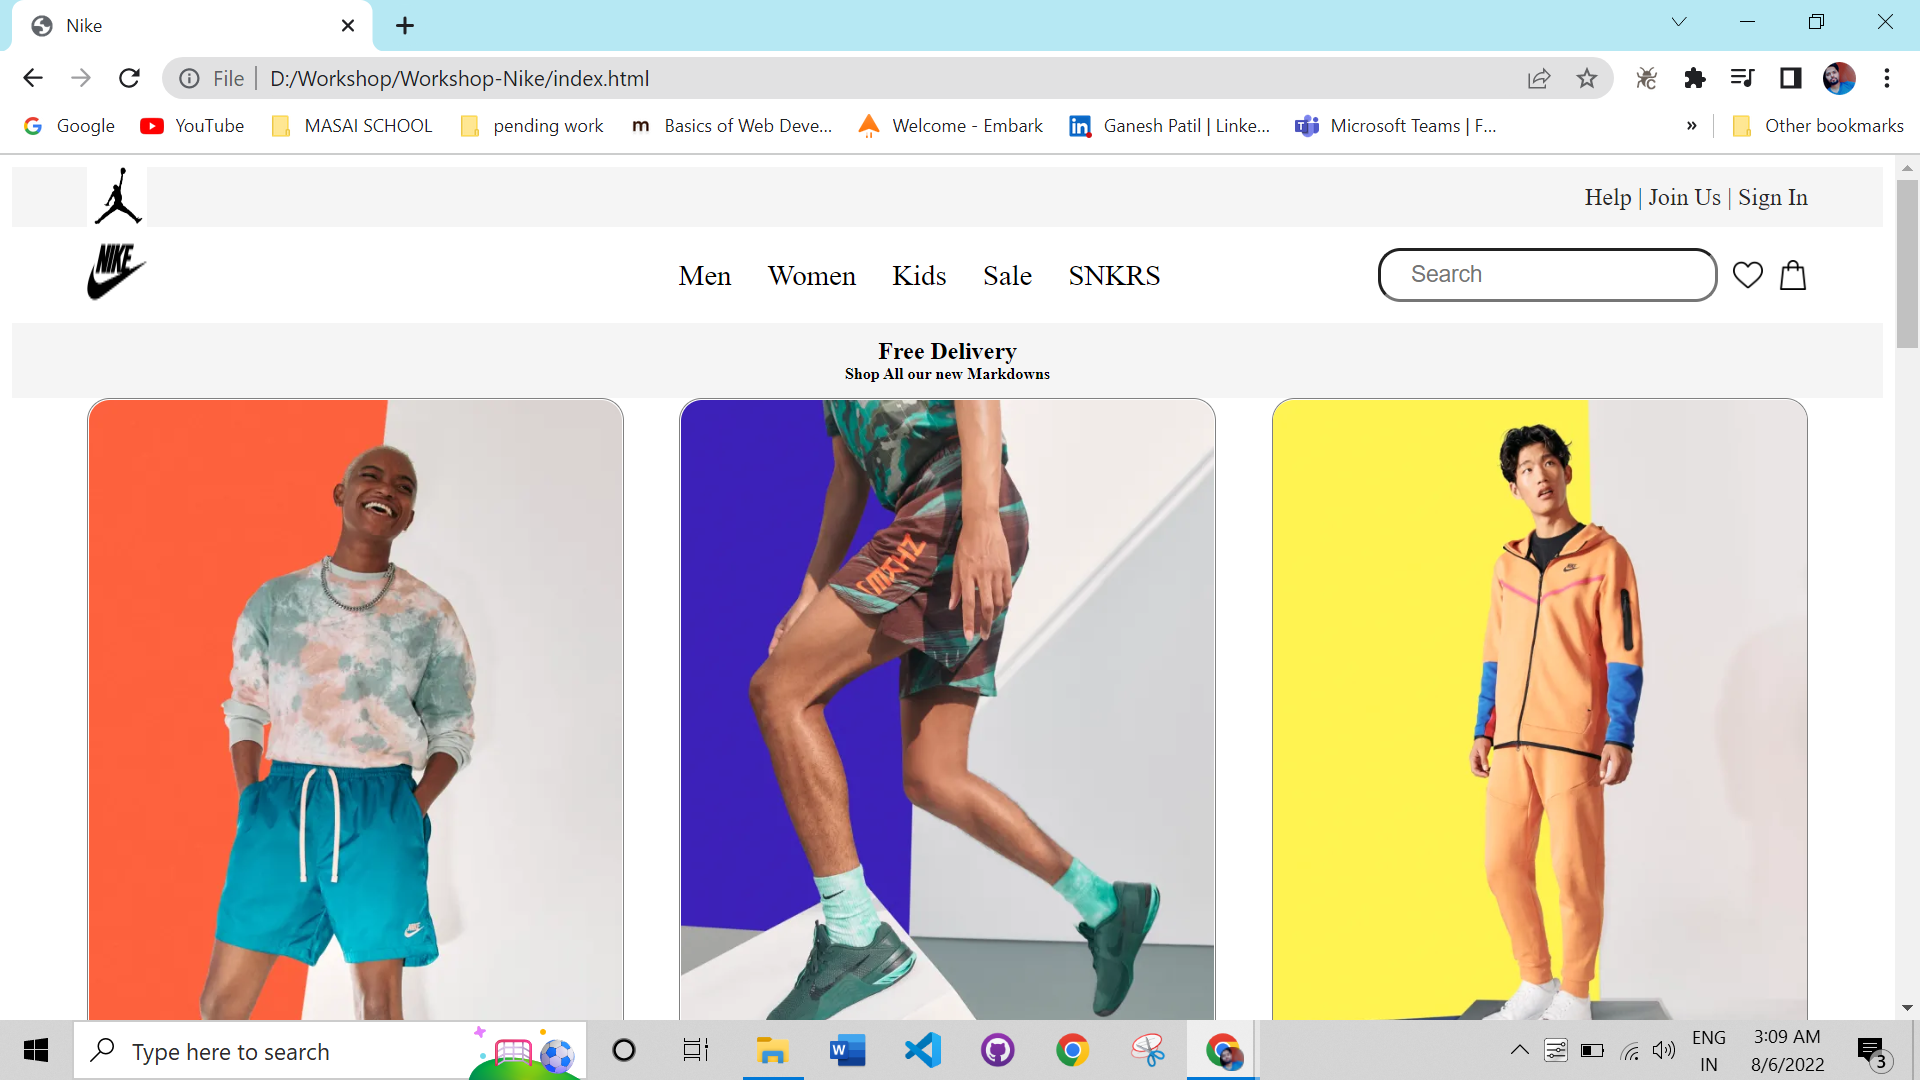 Nike
File
D:/Workshop/Workshop-Nike/index.html
Google
YouTube
MASAI SCHOOL
pending work
m
Basics of Web Deve...
Welcome - Embark
Ganesh Patil | Linke...
Microsoft Teams | F...
»
Other bookmarks
Help | Join Us | Sign In
NIKE
Men
Women
Kids
Sale
SNKRS
Search
Free Delivery
Shop All our new Markdowns
NIKE
Type here to search
W
ENG
IN
3:09 AM
8/6/2022
3